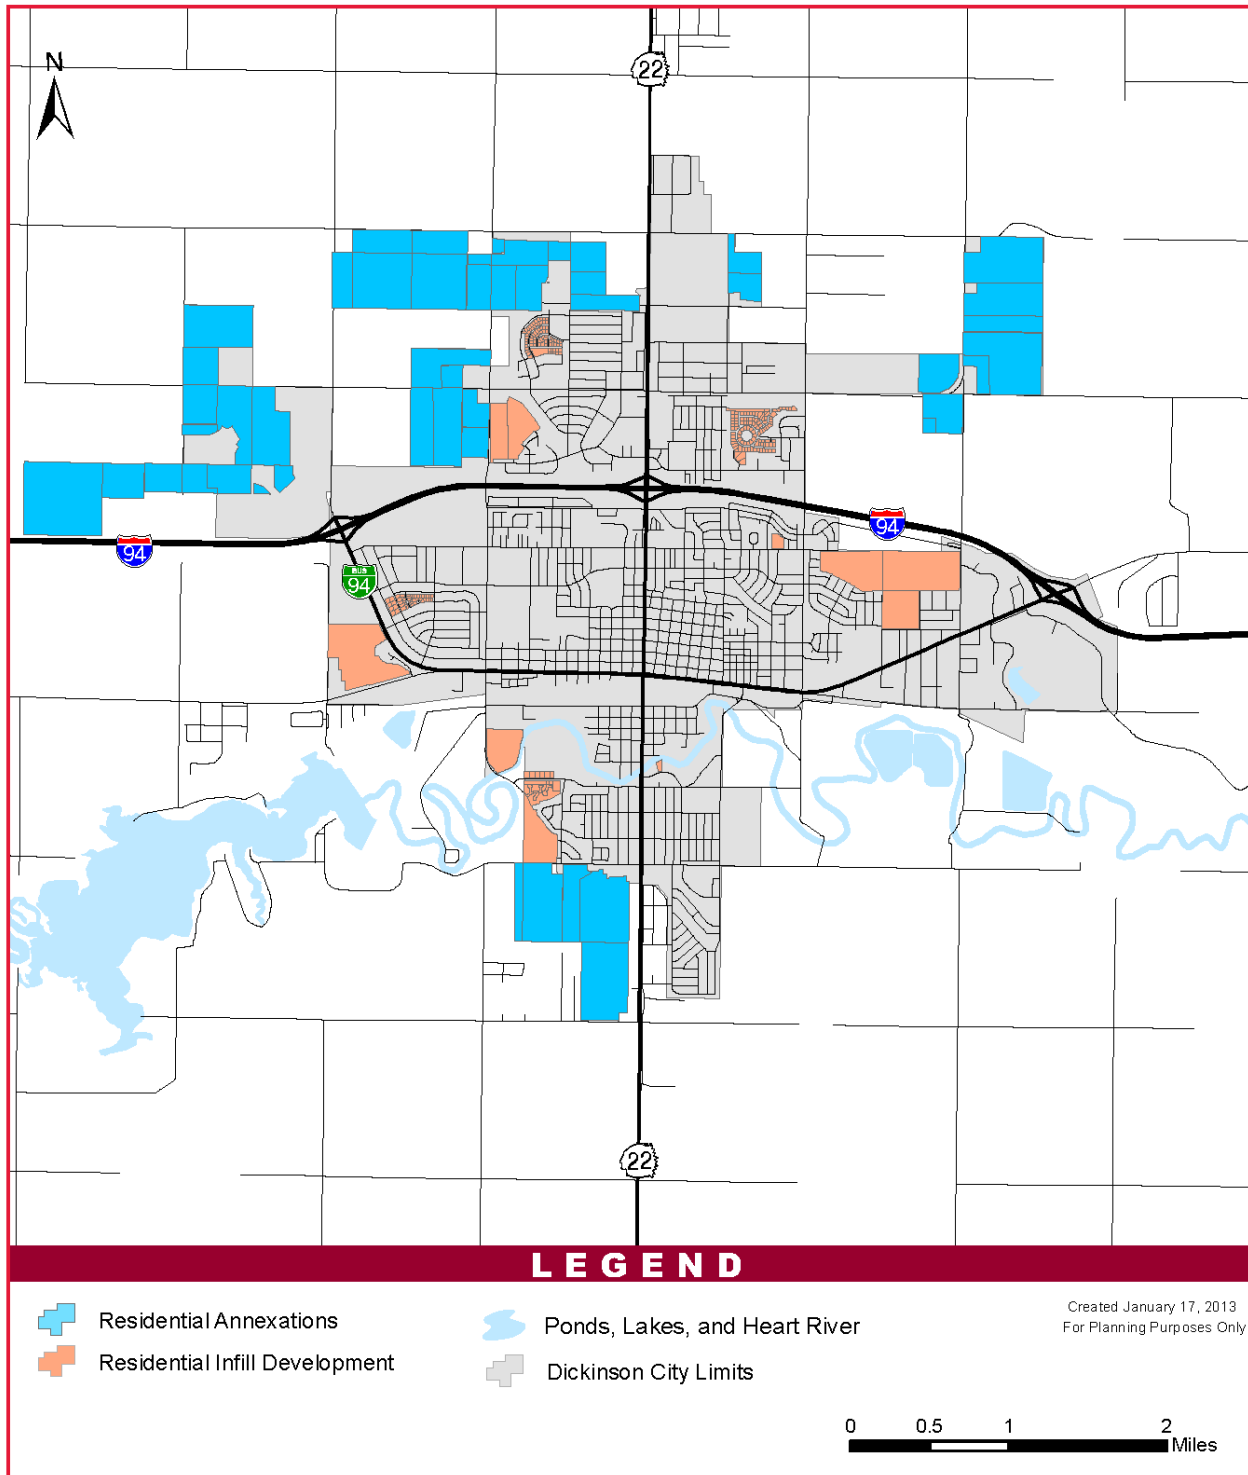 N
22
94
94
BUS
94
22
LEGEND
Residential Annexations
Residential Infill Development
Ponds, Lakes, and Heart River
Dickinson City Limits
Created January 17, 2013
For Planning Purposes Only
0 0.5 1 2
Miles